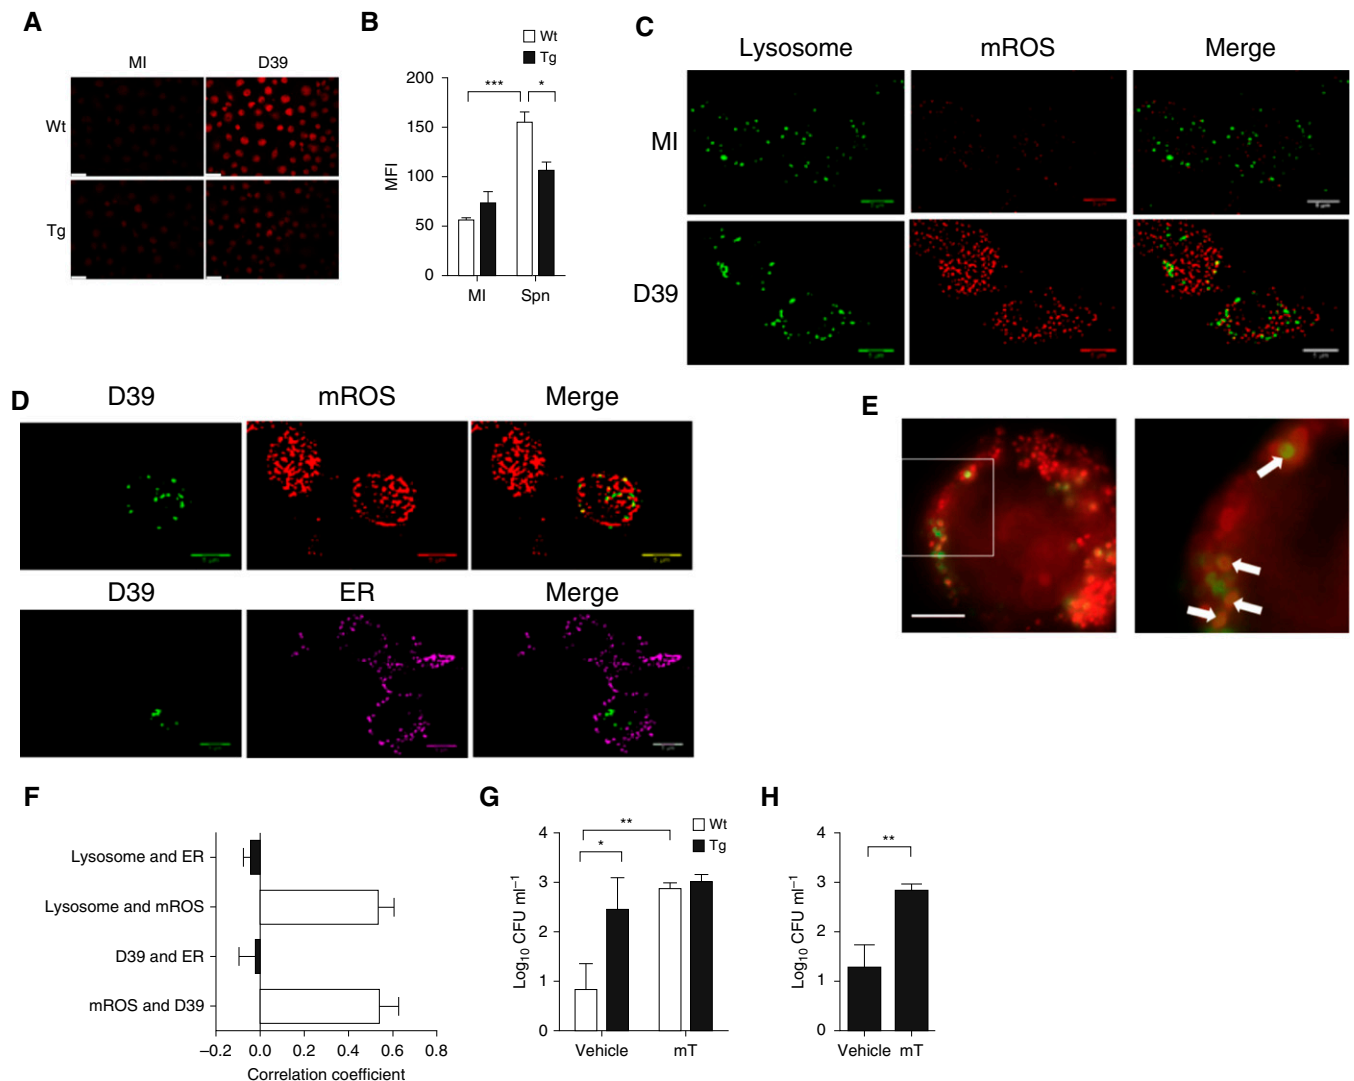 A
MI
D39
Wt
Tg
B
Wt
Tg
***
*
200
150
100
50
0
MFI
MI
Spn
C
Lysosome
mROS
Merge
MI
D39
D
D39
mROS
Merge
D39
ER
Merge
E
F
Lysosome and ER
Lysosome and mROS
D39 and ER
mROS and D39
–0.2 0.0 0.2 0.4 0.6 0.8
Correlation coefficient
G
Wt
Tg
**
*
4
3
2
1
0
Log10 CFU ml–1
Vehicle
mT
H
**
4
3
2
1
0
Log10 CFU ml–1
Vehicle mT